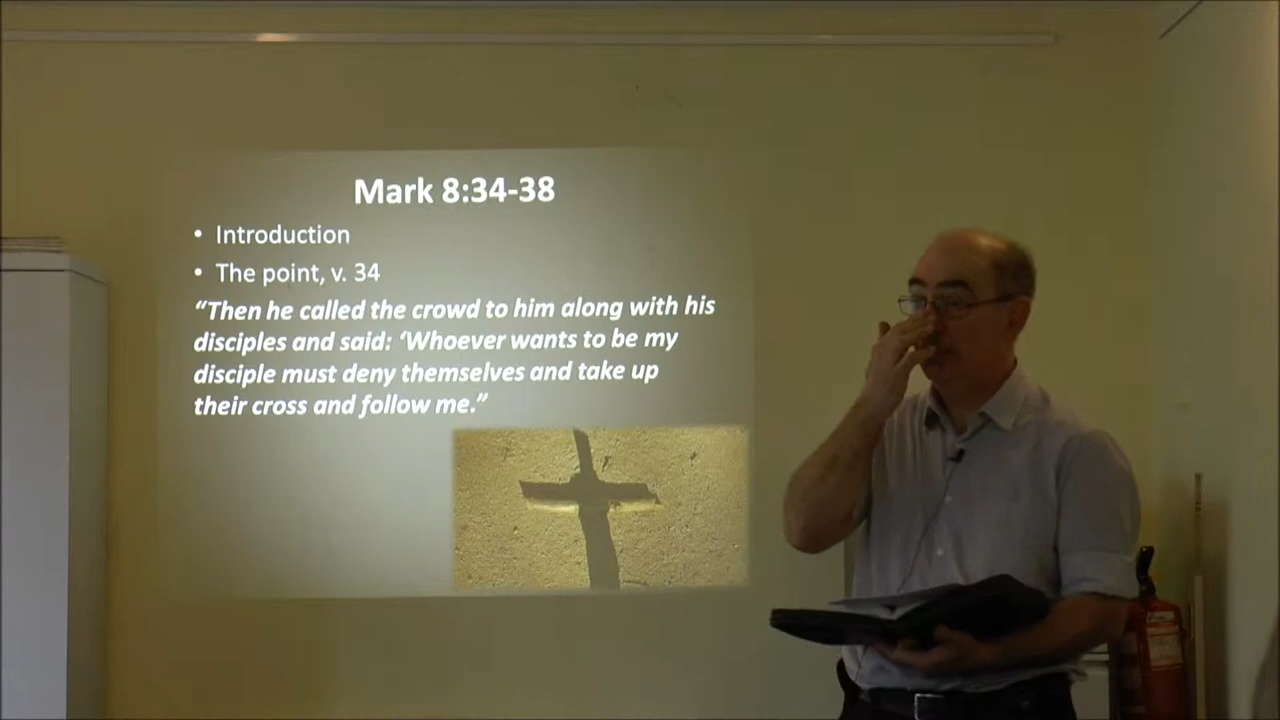 Mark 8:34-38
• Introduction
• The point, v. 34
“Then he called the crowd to him along with his
disciples and said: ‘Whoever wants to be my
disciple must deny themselves and take up
their cross and follow me.”